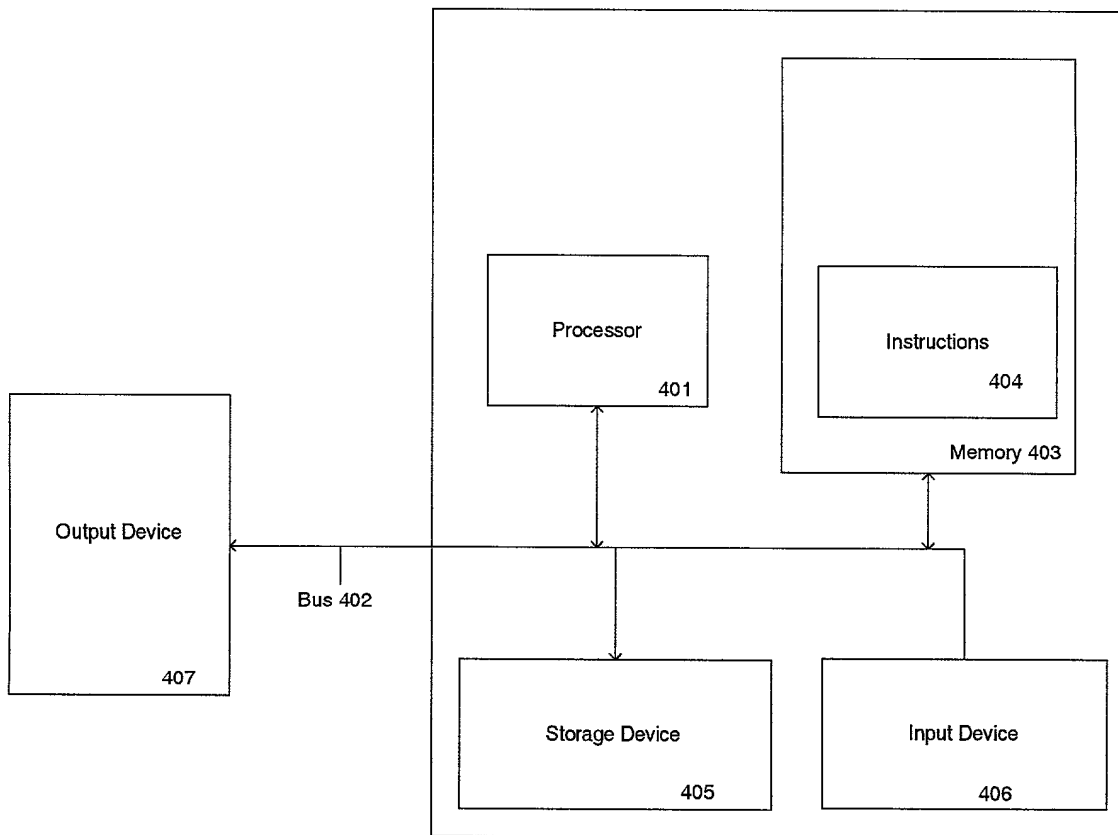 Processor
401
Instructions
404
Memory 403
Output Device
407
Bus 402
Storage Device
405
Input Device
406